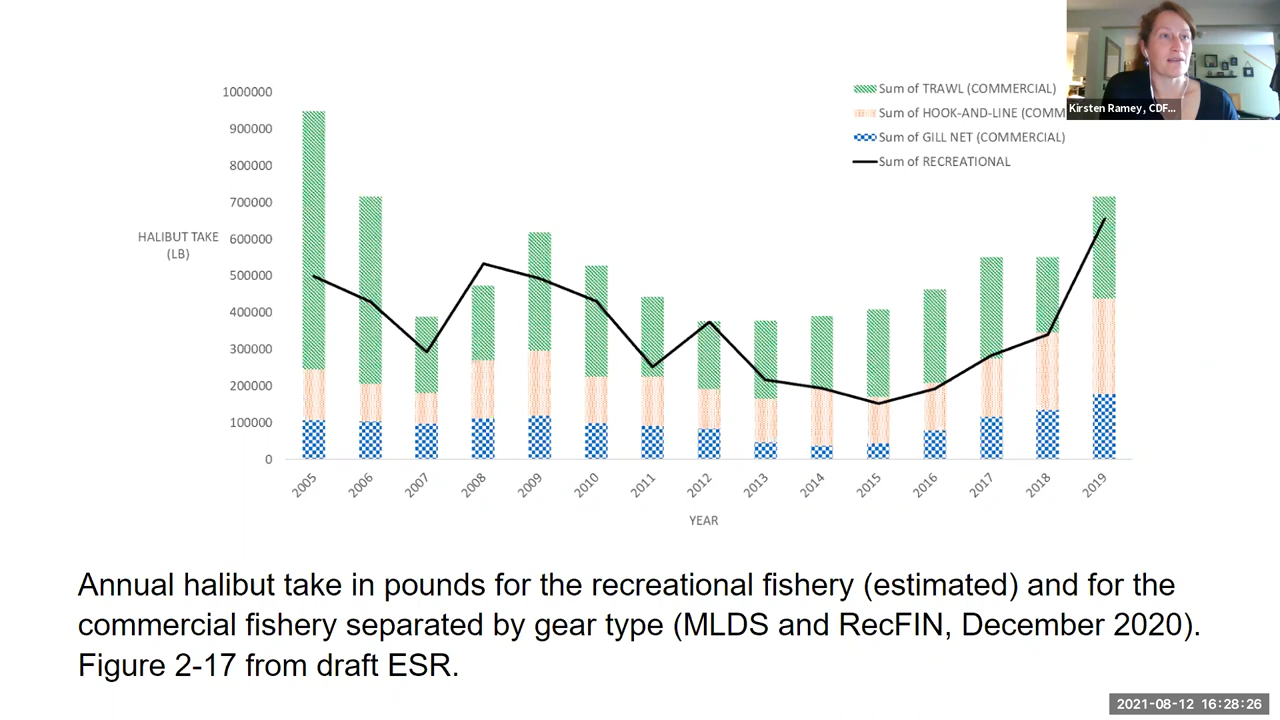 Kirsten Ramey, CDF...
1000000
900000
800000
700000
600000
500000
400000
300000
200000
100000
0
HALIBUT TAKE
(LB)
Sum of TRAWL (COMMERCIAL)
Sum of HOOK-AND-LINE (COMM
Sum of GILL NET (COMMERCIAL)
Sum of RECREATIONAL
2005 2006 2007 2008 2009 2010 2011 2012 2013 2014 2015 2016 2017 2018 2019
YEAR
Annual halibut take in pounds for the recreational fishery (estimated) and for the
commercial fishery separated by gear type (MLDS and RecFIN, December 2020).
Figure 2-17 from draft ESR.
2021-08-12 16:28:26